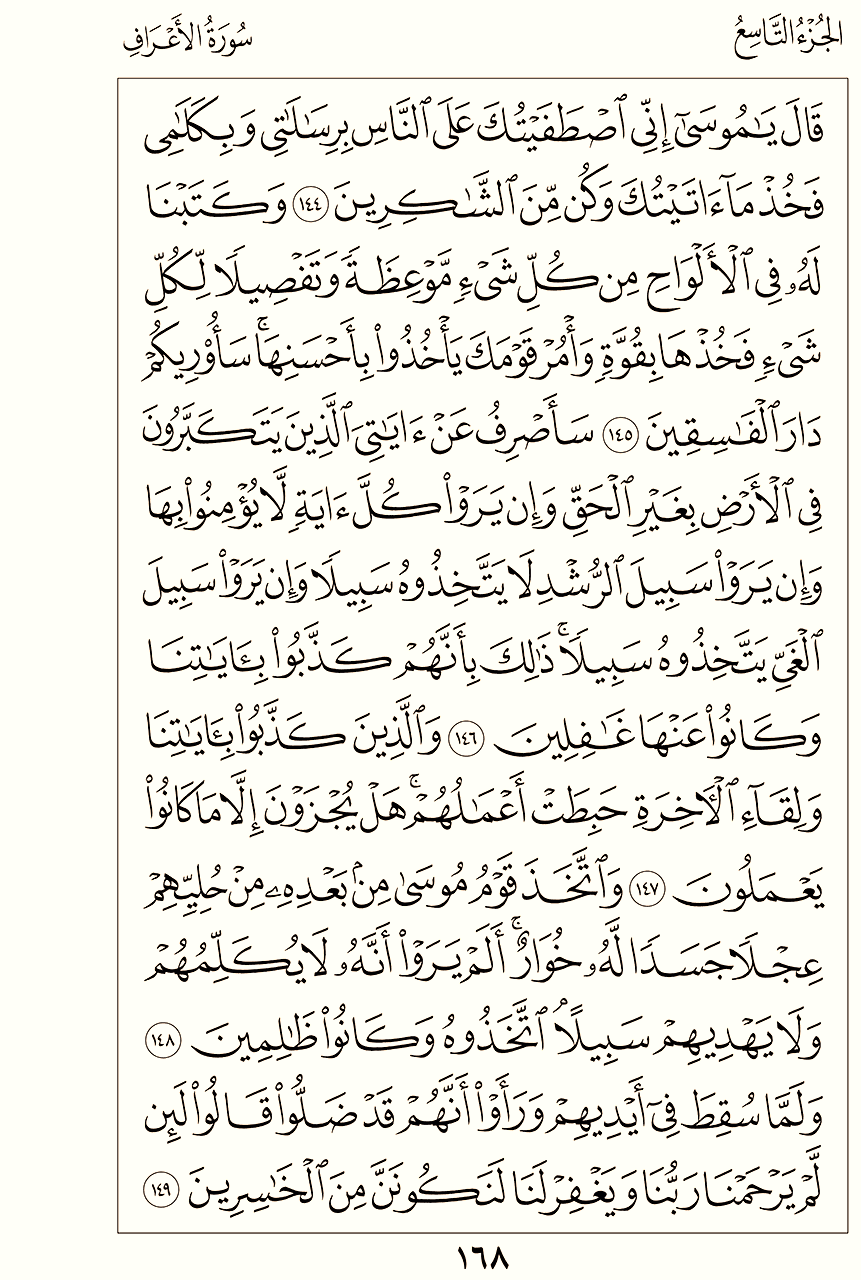 الجُزْءُ التَّاسِعُ
سُورَةُ الأَعْرَافِ
قَالَ يَٰمُوسَىٰٓ إِنِّى ٱصْطَفَيْتُكَ عَلَى ٱلنَّاسِ بِرِسَٰلَٰتِى وَبِكَلَٰمِى
فَخُذْ مَآ ءَاتَيْتُكَ وَكُن مِّنَ ٱلشَّٰكِرِينَ ١٤٤ وَكَتَبْنَا
لَهُۥ فِى ٱلْأَلْوَاحِ مِن كُلِّ شَىْءٍ مَّوْعِظَةً وَتَفْصِيلًا لِّكُلِّ
شَىْءٍ فَخُذْهَا بِقُوَّةٍ وَأْمُرْ قَوْمَكَ يَأْخُذُوا۟ بِأَحْسَنِهَا ۚ سَأُو۟رِيكُمْ
دَارَ ٱلْفَٰسِقِينَ ١٤٥ سَأَصْرِفُ عَنْ ءَايَٰتِىَ ٱلَّذِينَ يَتَكَبَّرُونَ
فِى ٱلْأَرْضِ بِغَيْرِ ٱلْحَقِّ وَإِن يَرَوْا۟ كُلَّ ءَايَةٍ لَّا يُؤْمِنُوا۟ بِهَا
وَإِن يَرَوْا۟ سَبِيلَ ٱلرُّشْدِ لَا يَتَّخِذُوهُ سَبِيلًا وَإِن يَرَوْا۟ سَبِيلَ
ٱلْغَىِّ يَتَّخِذُوهُ سَبِيلًا ۚ ذَٰلِكَ بِأَنَّهُمْ كَذَّبُوا۟ بِـَٔايَٰتِنَا
وَكَانُوا۟ عَنْهَا غَٰفِلِينَ ١٤٦ وَٱلَّذِينَ كَذَّبُوا۟ بِـَٔايَٰتِنَا
وَلِقَآءِ ٱلْـَٔاخِرَةِ حَبِطَتْ أَعْمَٰلُهُمْ ۚ هَلْ يُجْزَوْنَ إِلَّا مَا كَانُوا۟
يَعْمَلُونَ ١٤٧ وَٱتَّخَذَ قَوْمُ مُوسَىٰ مِنۢ بَعْدِهِۦ مِنْ حُلِيِّهِمْ
عِجْلًا جَسَدًا لَّهُۥ خُوَارٌ ۚ أَلَمْ يَرَوْا۟ أَنَّهُۥ لَا يُكَلِّمُهُمْ
وَلَا يَهْدِيهِمْ سَبِيلًا ۘ ٱتَّخَذُوهُ وَكَانُوا۟ ظَٰلِمِينَ ١٤٨
وَلَمَّا سُقِطَ فِىٓ أَيْدِيهِمْ وَرَأَوْا۟ أَنَّهُمْ قَدْ ضَلُّوا۟ قَالُوا۟ لَئِن
لَّمْ يَرْحَمْنَا رَبُّنَا وَيَغْفِرْ لَنَا لَنَكُونَنَّ مِنَ ٱلْخَٰسِرِينَ ١٤٩
١٦٨